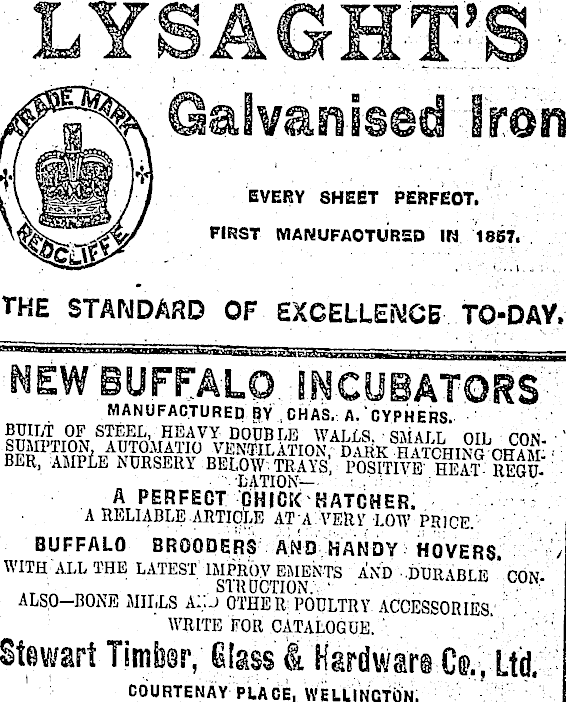 LYSAGHT'S
TRADE MARK
REDCLIFFE
Galvanised Iron
EVERY SHEET PERFECT.
FIRST MANUFACTURED IN 1857.
THE STANDARD OF EXCELLENCE TO-DAY.
NEW BUFFALO INCUBATORS
MANUFACTURED BY CHAS. A. CYPHERS.
BUILT OF STEEL, HEAVY DOUBLE WALLS, SMALL OIL CON-
SUMPTION, AUTOMATIC VENTILATION, DARK HATCHING CHAM-
BER, AMPLE NURSERY BELOW TRAYS, POSITIVE HEAT REGU-
LATION—
A PERFECT CHICK HATCHER.
A RELIABLE ARTICLE AT A VERY LOW PRICE.
BUFFALO BROODERS AND HANDY HOVERS.
WITH ALL THE LATEST IMPROVEMENTS AND DURABLE CON-
STRUCTION.
ALSO—BONE MILLS AND OTHER POULTRY ACCESSORIES.
WRITE FOR CATALOGUE.
Stewart Timber, Glass & Hardware Co., Ltd.
COURTENAY PLACE, WELLINGTON.